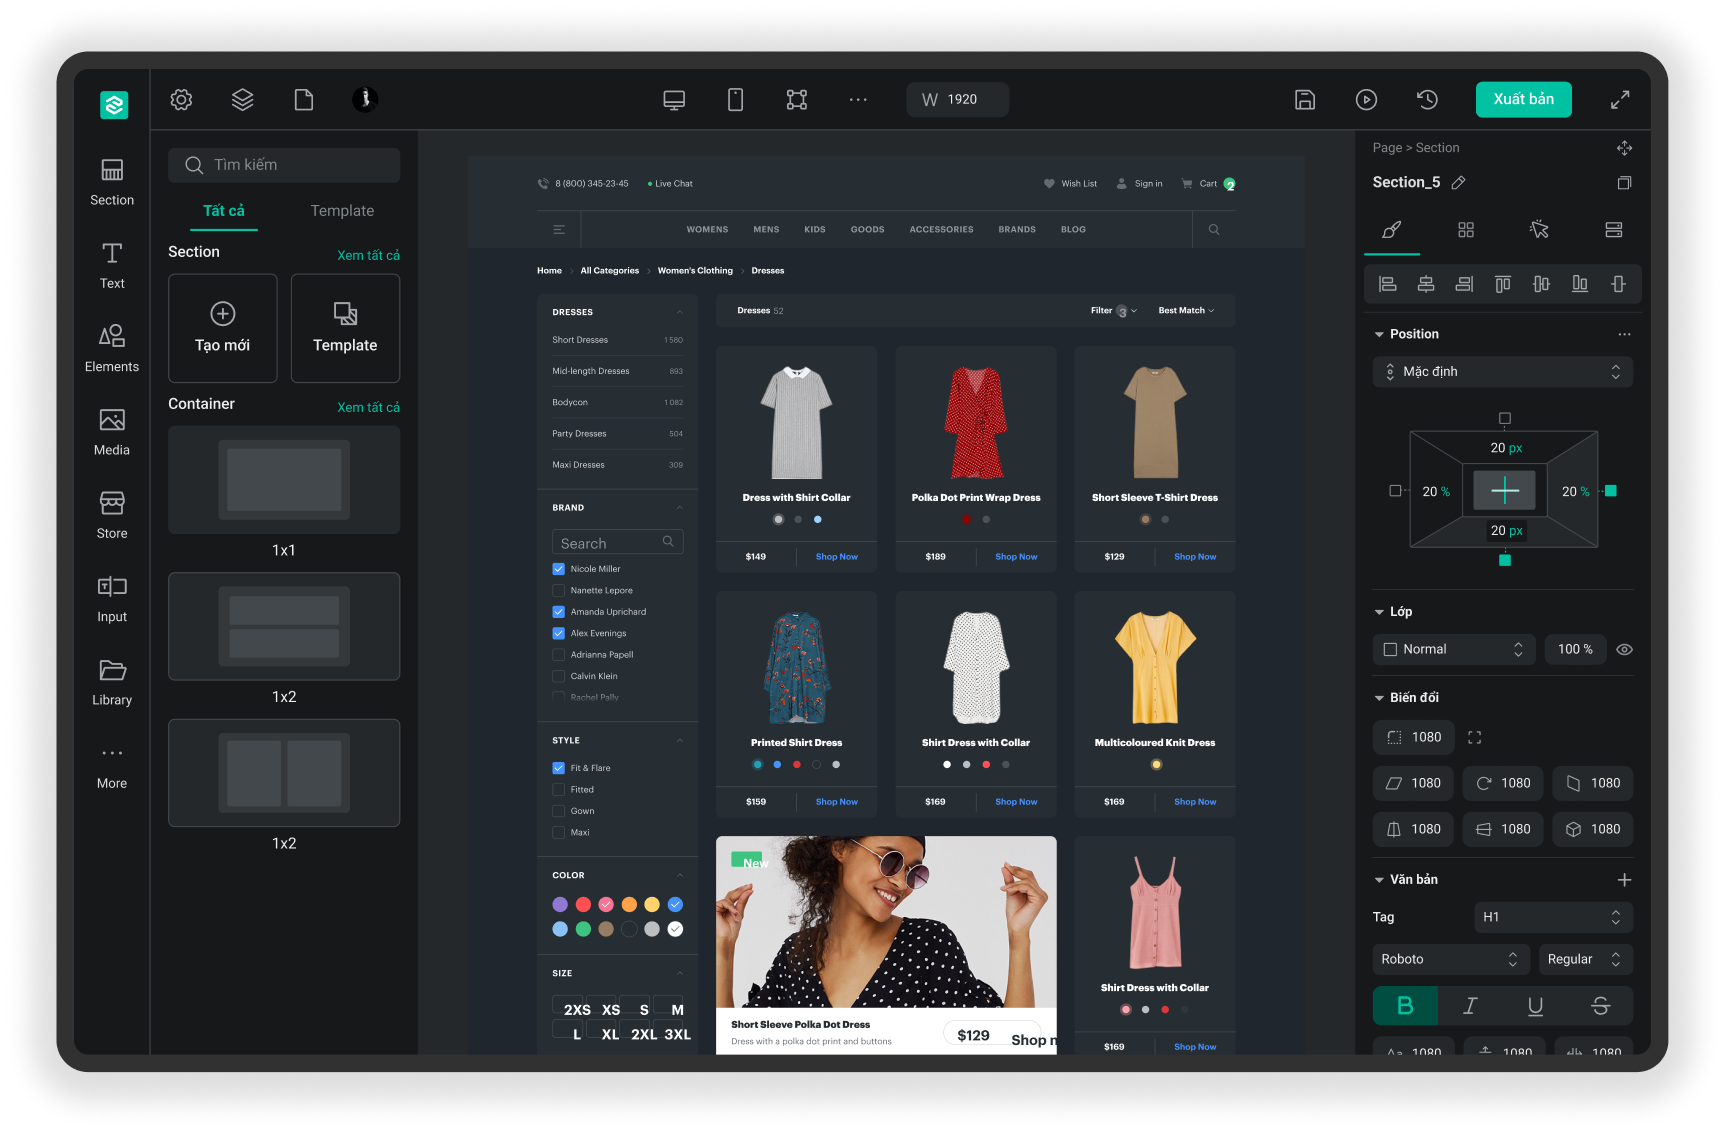 W 1920
Xuất bản
Section
Text
Elements
Media
Store
Input
Library
More
Tìm kiếm
Tất cả Template
Section Xem tất cả
Tạo mới Template
Container Xem tất cả
1x1
1x2
1x2
8 (800) 345-23-45 Live Chat Wish List Sign in Cart 2
WOMENS MENS KIDS GOODS ACCESSORIES BRANDS BLOG
Home All Categories Women's Clothing Dresses
DRESSES
Short Dresses 1 580
Mid-length Dresses 893
Bodycon 1 082
Party Dresses 504
Maxi Dresses 309
BRAND
Search
Nicole Miller
Nanette Lepore
Amanda Uprichard
Alex Evenings
Adrianna Papell
Calvin Klein
Rachel Pally
STYLE
Fit & Flare
Fitted
Gown
Maxi
COLOR
SIZE
2XS XS S M
L XL 2XL 3XL
Dresses 52 Filter 3 Best Match
Dress with Shirt Collar
$149 Shop Now
Polka Dot Print Wrap Dress
$189 Shop Now
Short Sleeve T-Shirt Dress
$129 Shop Now
Printed Shirt Dress
$159 Shop Now
Shirt Dress with Collar
$169 Shop Now
Multicoloured Knit Dress
$169 Shop Now
New
Short Sleeve Polka Dot Dress
Dress with a polka dot print and buttons
$129 Shop n
Shirt Dress with Collar
$169 Shop Now
Page > Section
Section_5
Position
Mặc định
20 px
20 % 20 %
20 px
Lớp
Normal 100 %
Biến đổi
1080
1080 1080 1080
1080 1080 1080
Văn bản
Tag H1
Roboto Regular
B I U S
Aa 1080 1080 1080